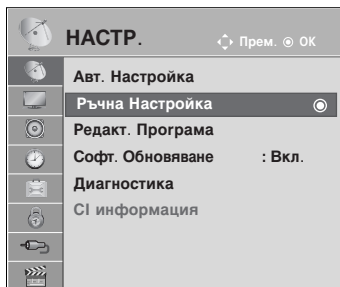 НАСТР.
Прем. OK
Авт. Настройка
Ръчна Настройка
Редакт. Програма
Софт. Обновяване : Вкл.
Диагностика
CI информация